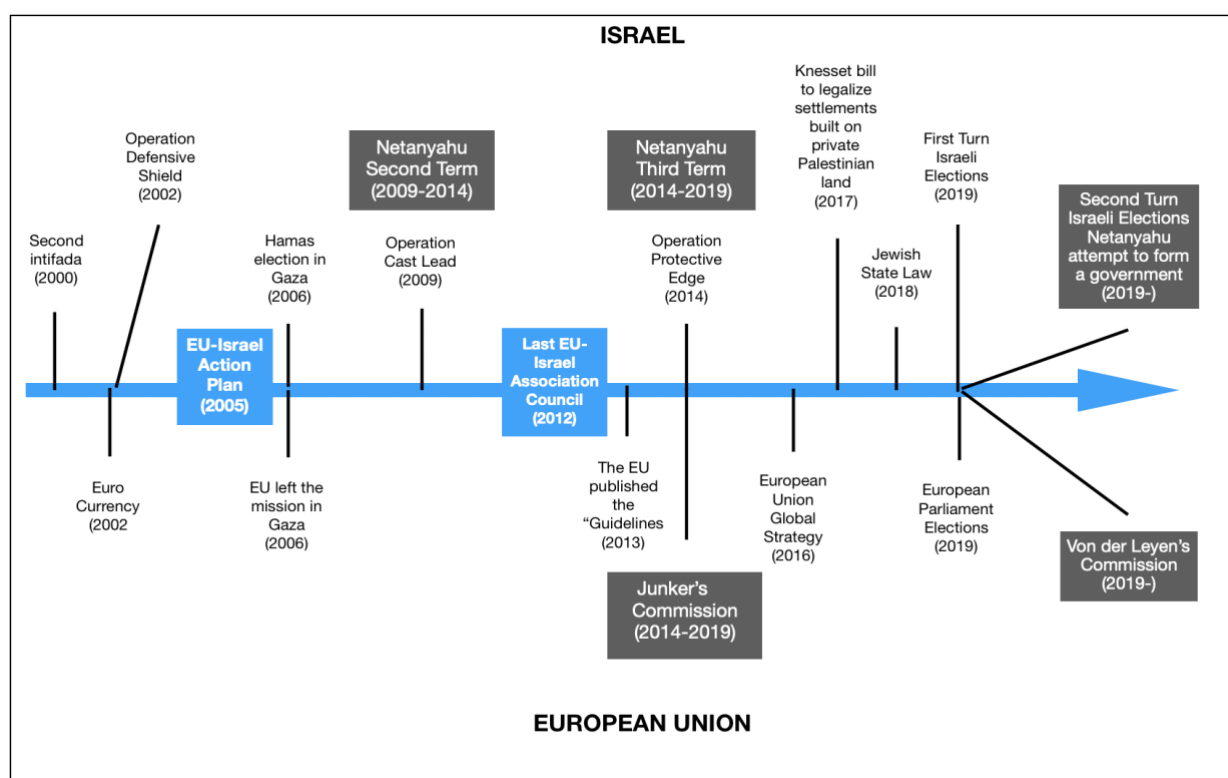 ISRAEL
Knesset bill
to legalize
settlements
built on
private
Palestinian
land
(2017)
Operation
Defensive
Shield
(2002)
Netanyahu
Second Term
(2009-2014)
Netanyahu
Third Term
(2014-2019)
First Turn
Israeli
Elections
(2019)
Second Turn
Israeli Elections
Netanyahu
attempt to form
a government
(2019-)
Second
intifada
(2000)
Hamas
election in
Gaza
(2006)
Operation
Cast Lead
(2009)
Operation
Protective
Edge
(2014)
Jewish
State Law
(2018)
EU-Israel
Action
Plan
(2005)
Last EU-
Israel
Association
Council
(2012)
Euro
Currency
(2002
EU left the
mission in
Gaza
(2006)
The EU
published
the
“Guidelines
(2013)
European
Union
Global
Strategy
(2016)
European
Parliament
Elections
(2019)
Von der Leyen’s
Commission
(2019-)
Junker’s
Commission
(2014-2019)
EUROPEAN UNION